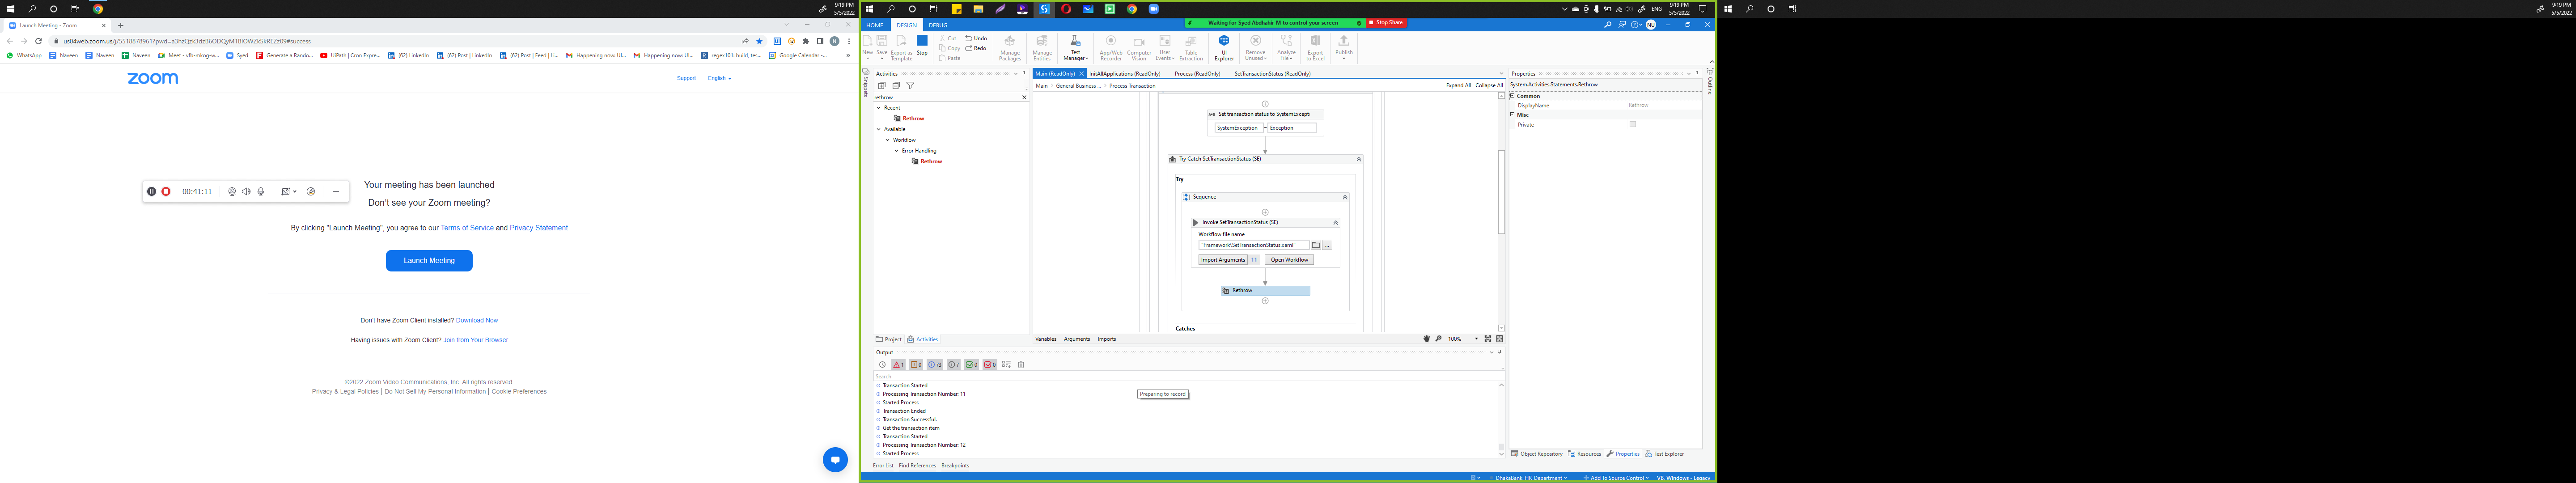 9:19 PM
5/5/2022
Launch Meeting - Zoom
us04web.zoom.us/j/5518878961?pwd=a3hzQzk3dzB6ODQyM1BIOWZkSkREZz09#success
WhatsApp Naveen Naveen Naveen Meet - vfb-nkog-w... Syed Generate a Rando... UiPath | Cron Expre... (62) LinkedIn (62) Post | LinkedIn (62) Post | Feed | Li... Happening now: UI... Happening now: UI... regex101: build, tes... Google Calendar -...
zoom
Support English
00:41:11
Your meeting has been launched
Don't see your Zoom meeting?
By clicking "Launch Meeting", you agree to our Terms of Service and Privacy Statement
Launch Meeting
Don't have Zoom Client installed? Download Now
Having issues with Zoom Client? Join from Your Browser
©2022 Zoom Video Communications, Inc. All rights reserved.
Privacy & Legal Policies | Do Not Sell My Personal Information | Cookie Preferences
ENG 9:19 PM
5/5/2022
HOME DESIGN DEBUG
Waiting for Syed Abdhahir M to control your screen Stop Share
NU
New Save Export as Template Stop
Cut Copy Paste Undo Redo
Manage Packages
Manage Entities
Test Manager
App/Web Recorder
Computer Vision
User Events
Table Extraction
UI Explorer
Remove Unused
Analyze File
Export to Excel
Publish
Snippets
Activities
rethrow
Recent
Rethrow
Available
Workflow
Error Handling
Rethrow
Project Activities
Main (ReadOnly) InitAllApplications (ReadOnly) Process (ReadOnly) SetTransactionStatus (ReadOnly)
Main General Business ... Process Transaction
Expand All Collapse All
Set transaction status to SystemExcepti
SystemException = Exception
Try Catch SetTransactionStatus (SE)
Try
Sequence
Invoke SetTransactionStatus (SE)
Workflow file name
"Framework\SetTransactionStatus.xaml"
Import Arguments 11 Open Workflow
Rethrow
Catches
Variables Arguments Imports
100%
Output
1 0 73 7 0 0
Search
Transaction Started
Processing Transaction Number: 11
Started Process
Transaction Ended
Transaction Successful.
Get the transaction item
Transaction Started
Processing Transaction Number: 12
Started Process
Preparing to record
Error List Find References Breakpoints
Properties
System.Activities.Statements.Rethrow
Common
DisplayName Rethrow
Misc
Private
Outline
Object Repository Resources Properties Test Explorer
DhakaBank_HR_Department Add To Source Control VB, Windows - Legacy
9:19 PM
5/5/2022